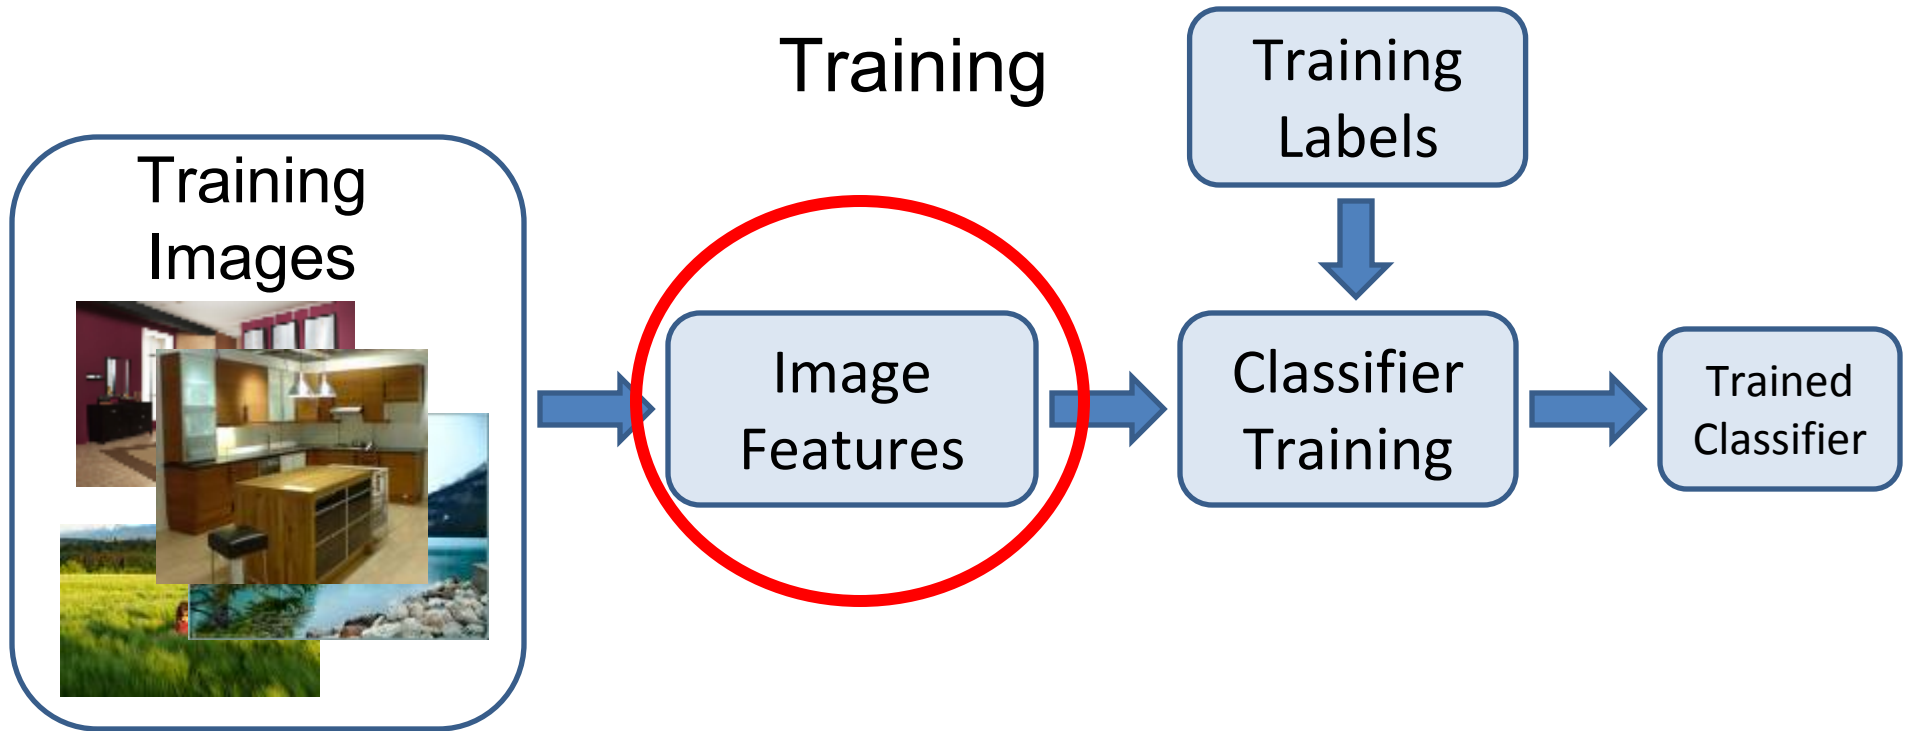 Training
Training
Labels
Training
Images
Image
Features
Classifier
Training
Trained
Classifier